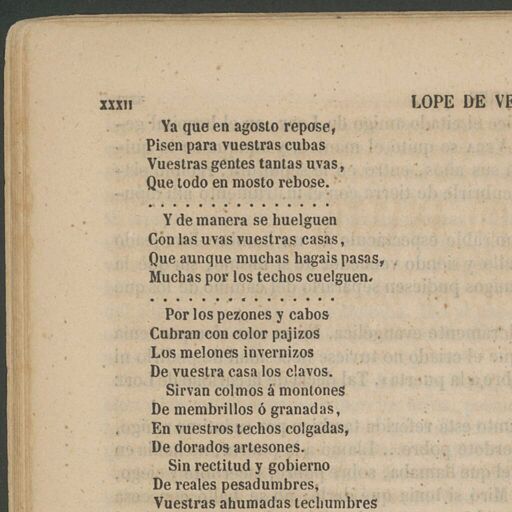 XXXII
LOPE DE VE
Ya que en agosto repose,
Pisen para vuestras cubas
Vuestras gentes tantas uvas,
Que todo en mosto rebose.
. . . . . . . . . . . . . .
Y de manera se huelguen
Con las uvas vuestras casas,
Que aunque muchas hagais pasas,
Muchas por los techos cuelguen.
. . . . . . . . . . . . . .
Por los pezones y cabos
Cubran con color pajizos
Los melones invernizos
De vuestra casa los clavos.
Sirvan colmos á montones
De membrillos ó granadas,
En vuestros techos colgadas,
De dorados artesones.
Sin rectitud y gobierno
De reales pesadumbres,
Vuestras ahumadas techumbres